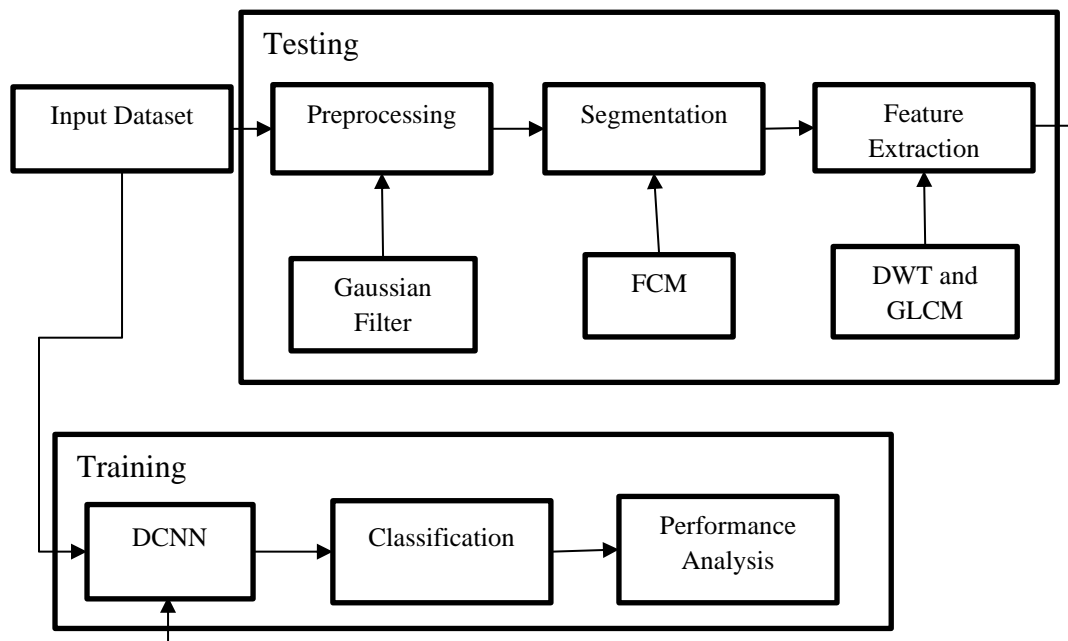 Testing
Input Dataset
Preprocessing
Segmentation
Feature
Extraction
Gaussian
Filter
FCM
DWT and
GLCM
Training
DCNN
Classification
Performance
Analysis